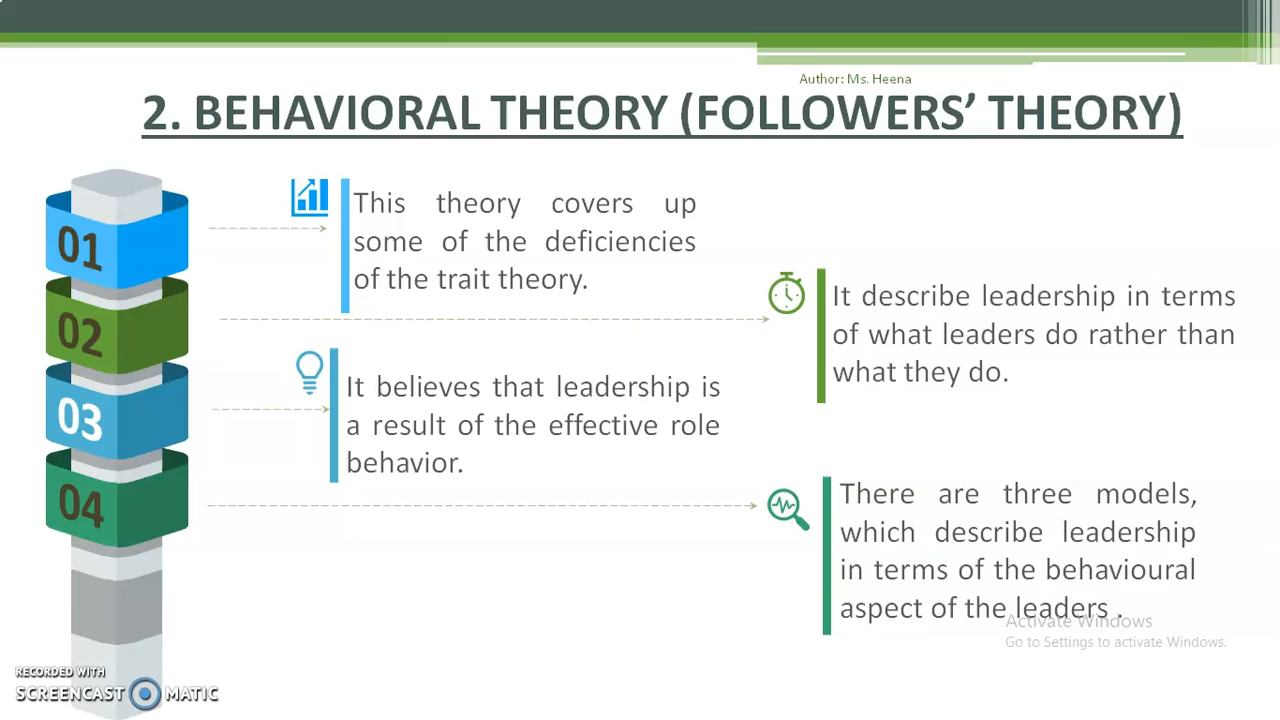 Author: Ms. Heena
2. BEHAVIORAL THEORY (FOLLOWERS’ THEORY)
01
This theory covers up
some of the deficiencies
of the trait theory.
02
It describe leadership in terms
of what leaders do rather than
what they do.
03
It believes that leadership is
a result of the effective role
behavior.
04
There are three models,
which describe leadership
in terms of the behavioural
aspect of the leaders .
Activate Windows
Go to Settings to activate Windows.
RECORDED WITH
SCREENCAST MATIC